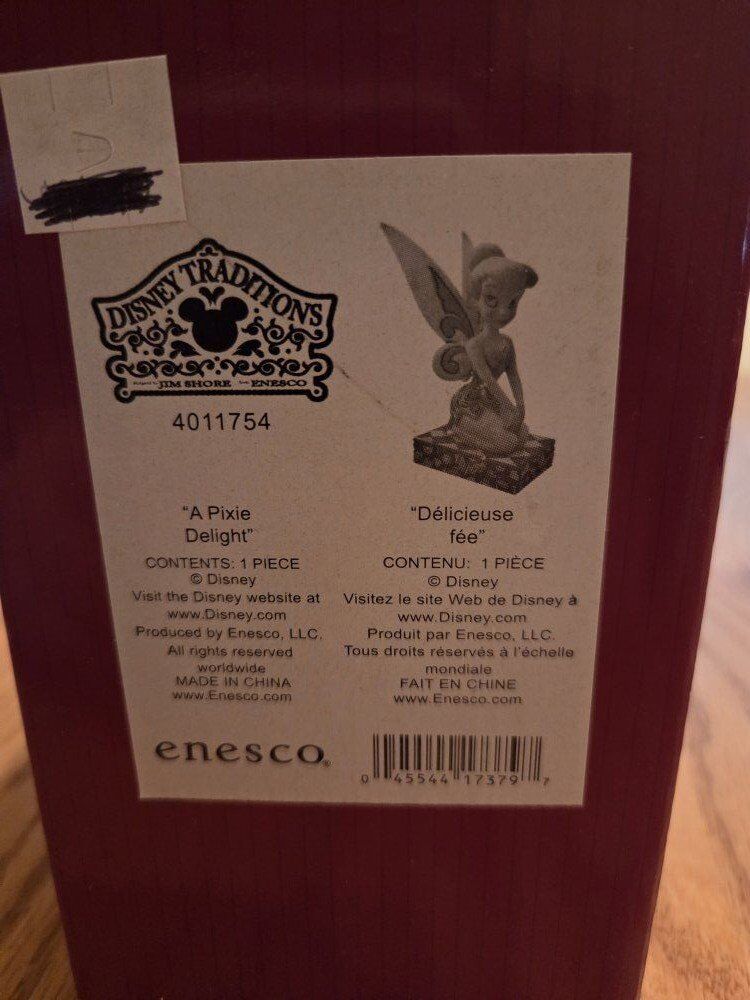 DISNEY TRADITIONS
JIM SHORE ENESCO
4011754
"A Pixie
Delight"
CONTENTS: 1 PIECE
© Disney
Visit the Disney website at
www.Disney.com
Produced by Enesco, LLC.
All rights reserved
worldwide
MADE IN CHINA
www.Enesco.com
"Délicieuse
fée"
CONTENU: 1 PIÈCE
© Disney
Visitez le site Web de Disney à
www.Disney.com
Produit par Enesco, LLC.
Tous droits réservés à l'échelle
mondiale
FAIT EN CHINE
www.Enesco.com
enesco®
0 45544 17379 7